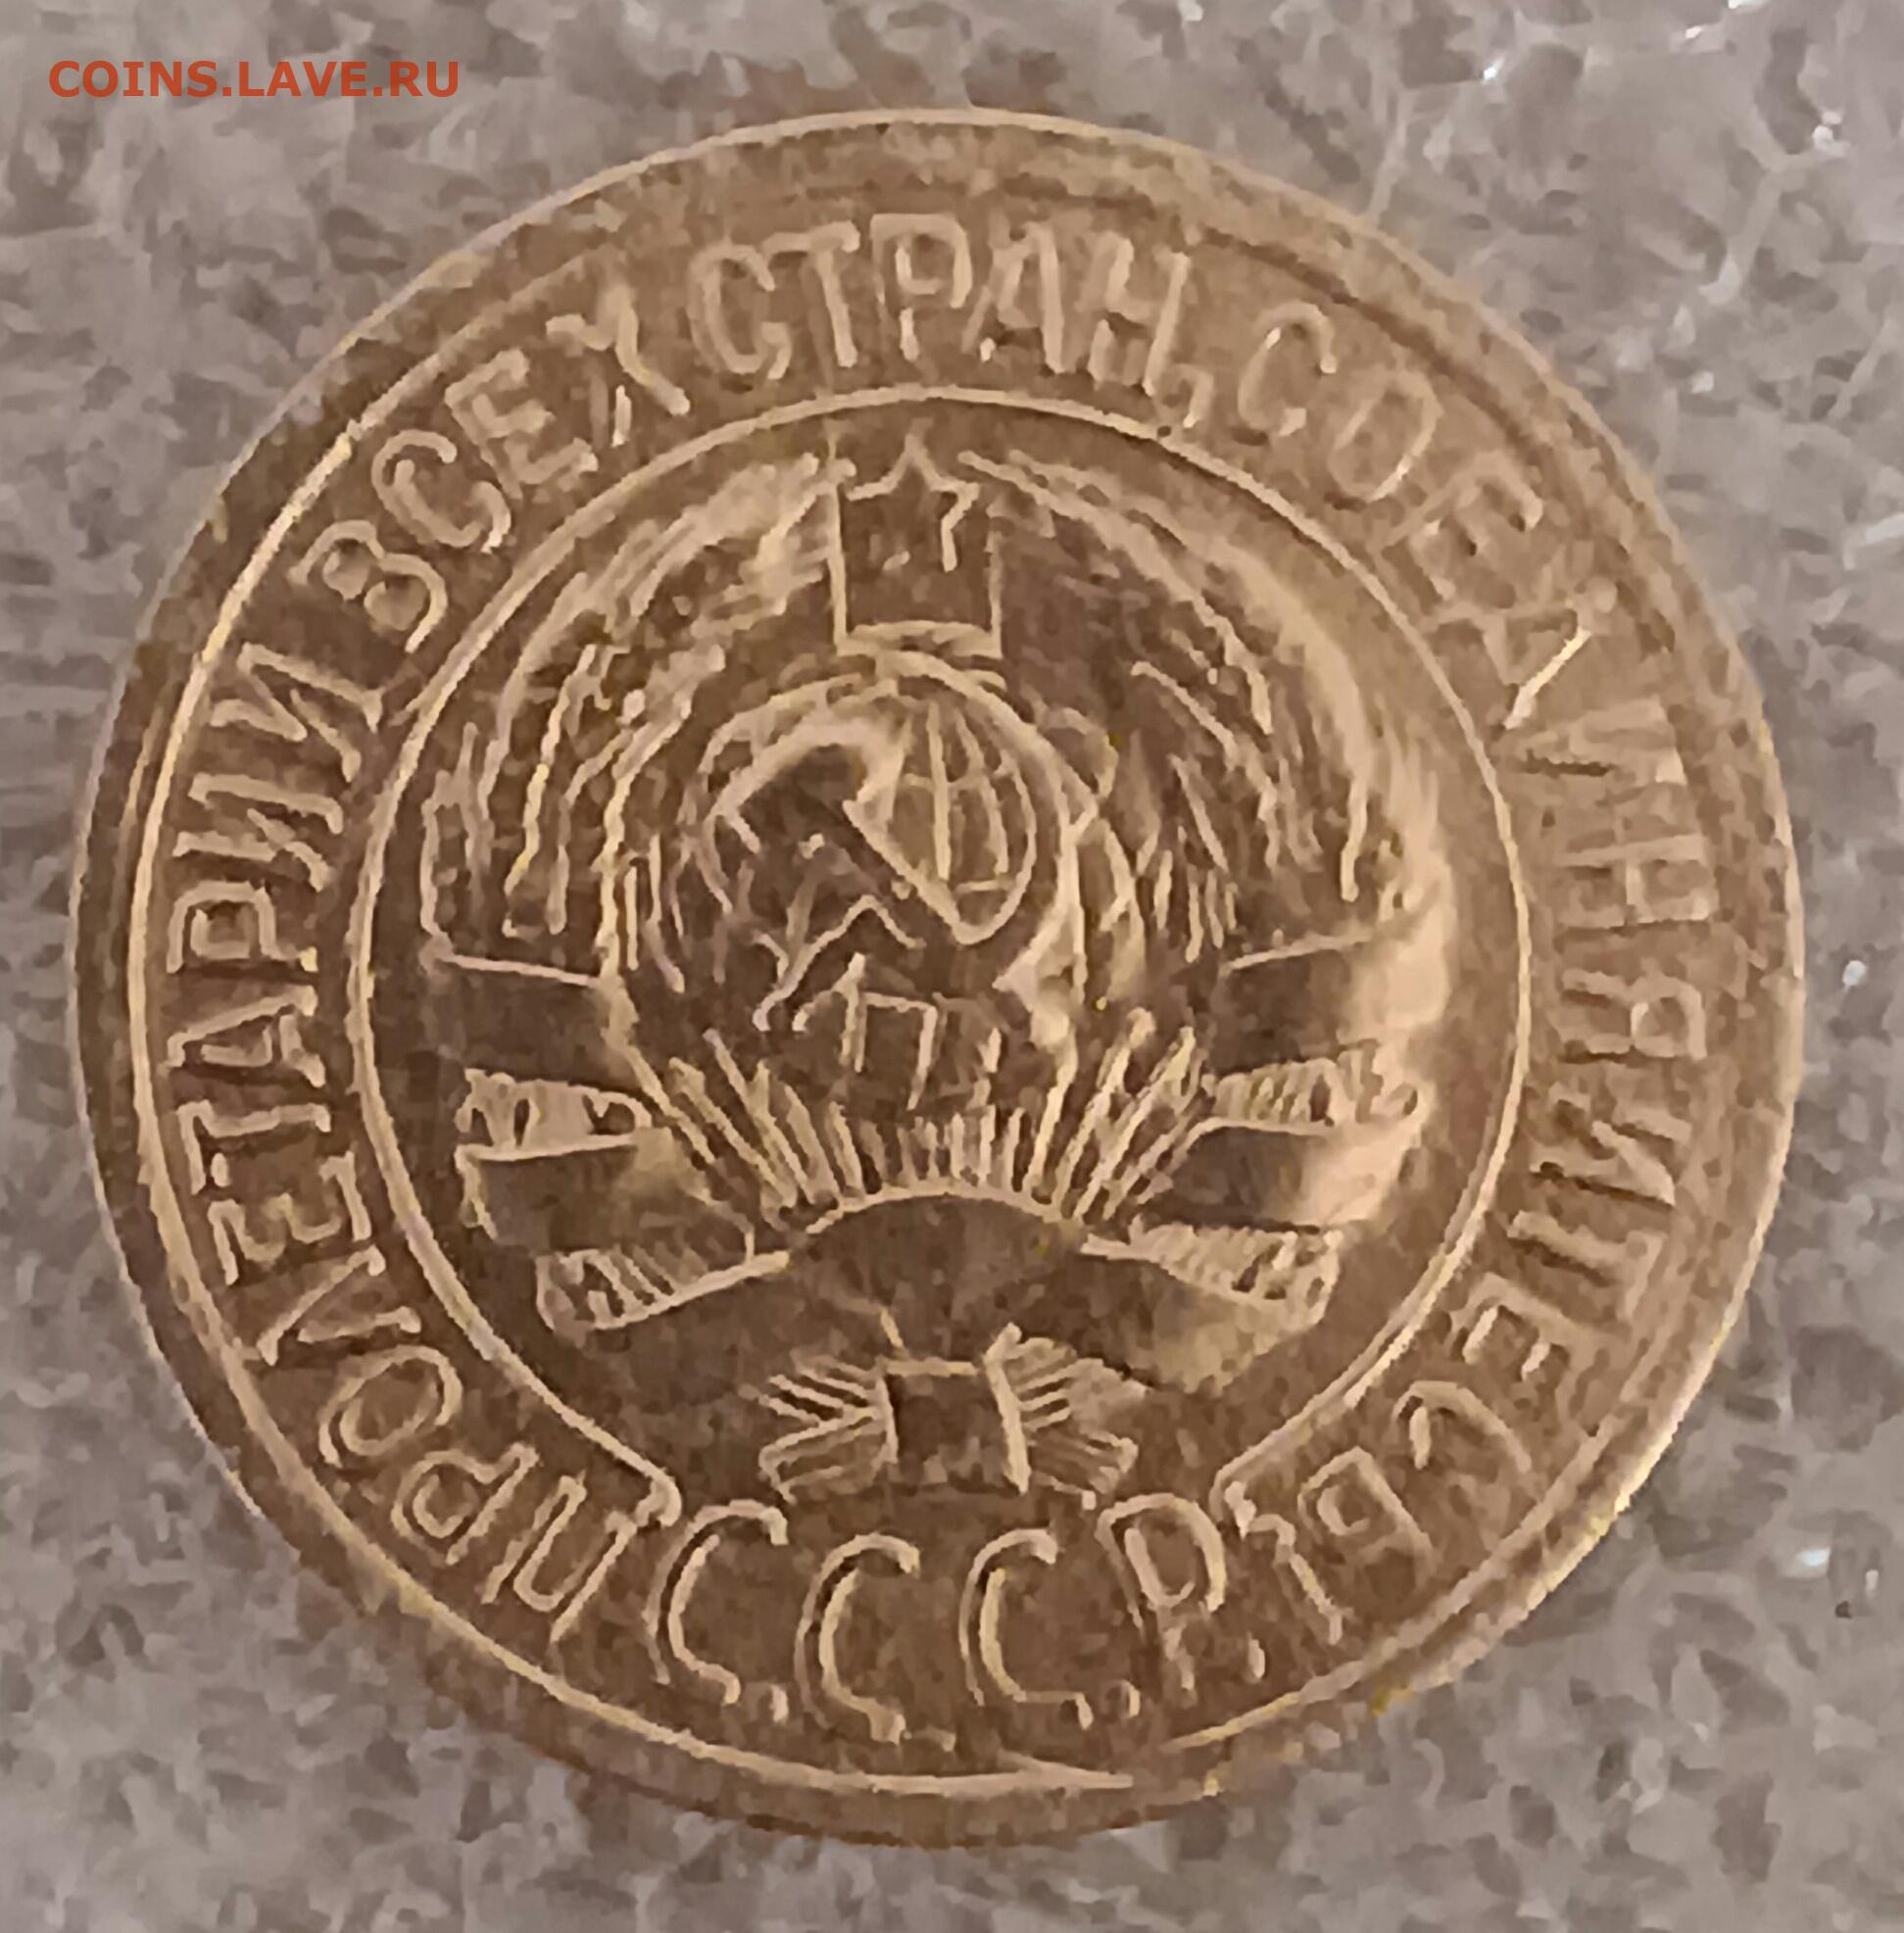 COINS.LAVE.RU
ПРОЛЕТАРИИ ВСЕХ СТРАН, СОЕДИНЯЙТЕСЬ!
С.С.С.Р.